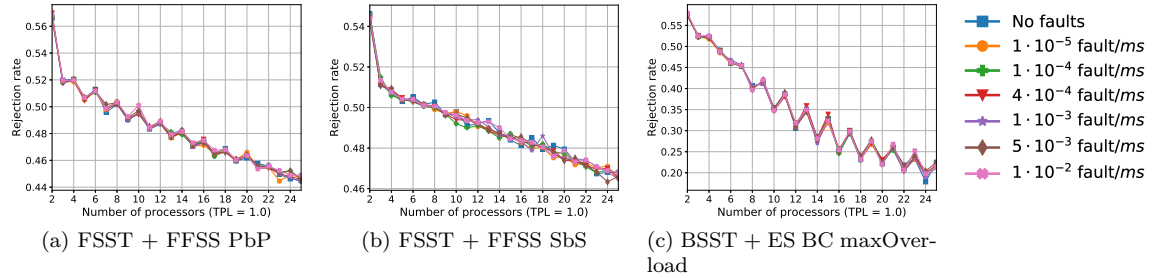 0.56
0.54
0.52
0.50
0.48
0.46
0.44
Rejection rate
2 4 6 8 10 12 14 16 18 20 22 24
Number of processors (TPL = 1.0)
(a) FSST + FFSS PbP
0.54
0.52
0.50
0.48
0.46
Rejection rate
2 4 6 8 10 12 14 16 18 20 22 24
Number of processors (TPL = 1.0)
(b) FSST + FFSS SbS
0.55
0.50
0.45
0.40
0.35
0.30
0.25
0.20
Rejection rate
2 4 6 8 10 12 14 16 18 20 22 24
Number of processors (TPL = 1.0)
(c) BSST + ES BC maxOver-
load
No faults
1 · 10⁻⁵ fault/ms
1 · 10⁻⁴ fault/ms
4 · 10⁻⁴ fault/ms
1 · 10⁻³ fault/ms
5 · 10⁻³ fault/ms
1 · 10⁻² fault/ms